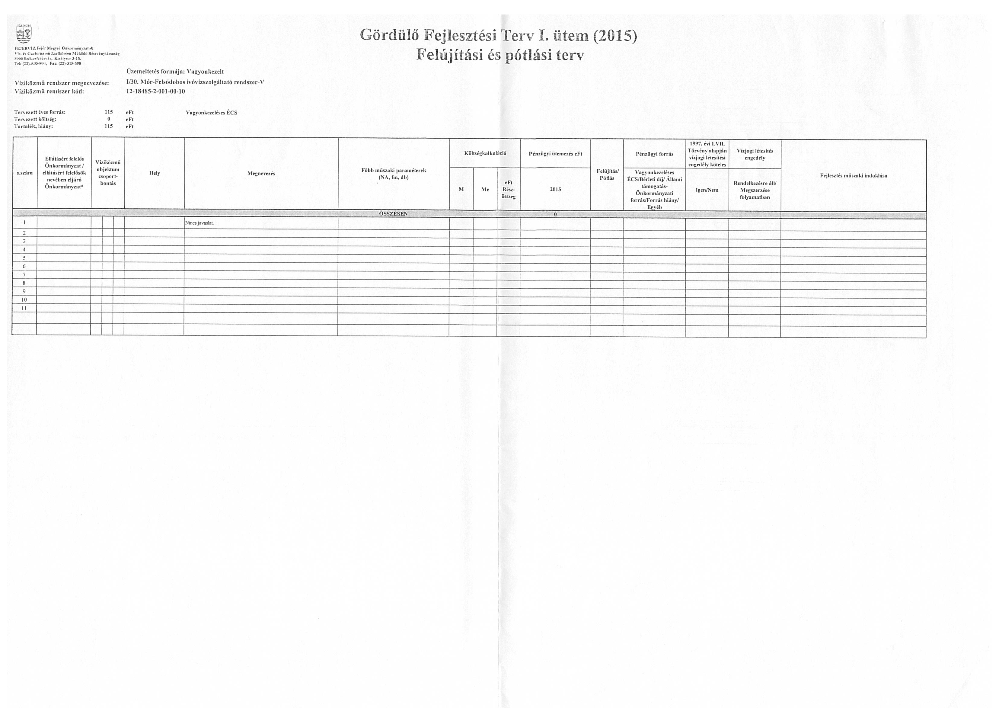 FEJÉRVÍZ
FEJÉRVÍZ Fejér Megyei Önkormányzatok
Víz- és Csatornamű Zártkörűen Működő Részvénytársaság
8000 Székesfehérvár, Királysor 3-15.
Tel: (22)-535-800, Fax: (22)-315-598
Gördülő Fejlesztési Terv I. ütem (2015)
Felújítási és pótlási terv
Üzemeltetés formája: Vagyonkezelt
Víziközmű rendszer megnevezése: I/30. Mór-Felsődobos ivóvízszolgáltató rendszer-V
Víziközmű rendszer kód: 12-18485-2-001-00-10
Tervezett éves forrás: 115 eFt Vagyonkezeléses ÉCS
Tervezett költség: 0 eFt
Tartalék, hiány: 115 eFt
s.szám
Ellátásért felelős
Önkormányzat /
ellátásért felelősök
nevében eljáró
Önkormányzat*
Víziközmű
objektum
csoport-
bontás
Hely
Megnevezés
Főbb műszaki paraméterek
(NA, fm, db)
Költségkalkuláció
M
Me
eFt
Rész-
összeg
Pénzügyi ütemezés eFt
2015
Felújítás/
Pótlás
Pénzügyi forrás
Vagyonkezeléses
ÉCS/Bérleti díj/ Állami
támogatás-
Önkormányzati
forrás/Forrás hiány/
Egyéb
1997. évi LVII.
Törvény alapján
vízjogi létesítési
engedély köteles
Igen/Nem
Vízjogi létesítés
engedély
Rendelkezésre áll/
Megszerzése
folyamatban
Fejlesztés műszaki indoklása
ÖSSZESEN 0
1 Nincs javaslat.
2
3
4
5
6
7
8
9
10
11